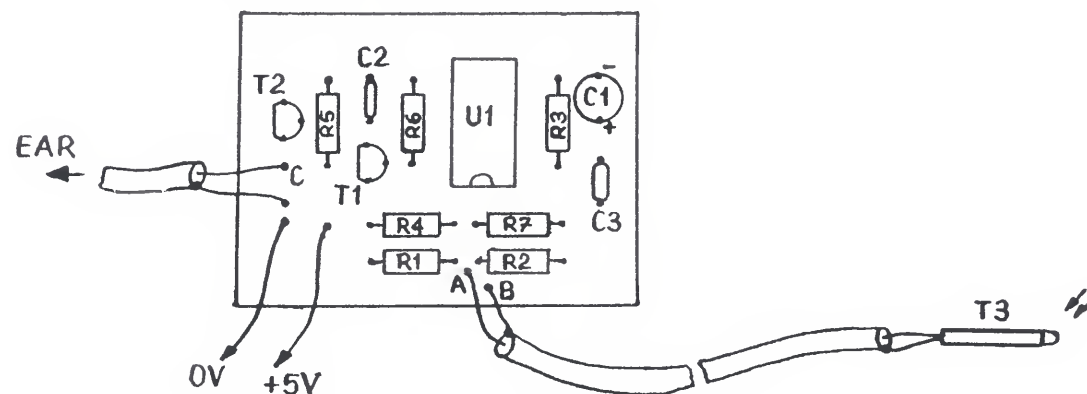 C2
T2
R5
R6
U1
R3
-
C1
+
EAR
C
T1
C3
R4
R7
R1
R2
A
B
T3
0V
+5V